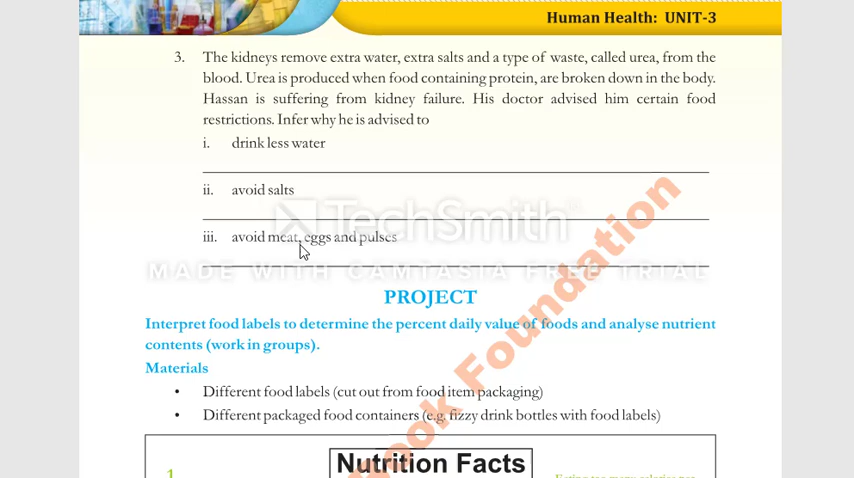 Human Health: UNIT-3
3. The kidneys remove extra water, extra salts and a type of waste, called urea, from the
blood. Urea is produced when food containing protein, are broken down in the body.
Hassan is suffering from kidney failure. His doctor advised him certain food
restrictions. Infer why he is advised to
i. drink less water
ii. avoid salts
TechSmith
iii. avoid meat, eggs and pulses
MADE WITH CAMTASIA FREE TRIAL
PROJECT
Interpret food labels to determine the percent daily value of foods and analyse nutrient
contents (work in groups).
Materials
• Different food labels (cut out from food item packaging)
• Different packaged food containers (e.g. fizzy drink bottles with food labels)
ook Foundation
Nutrition Facts
1